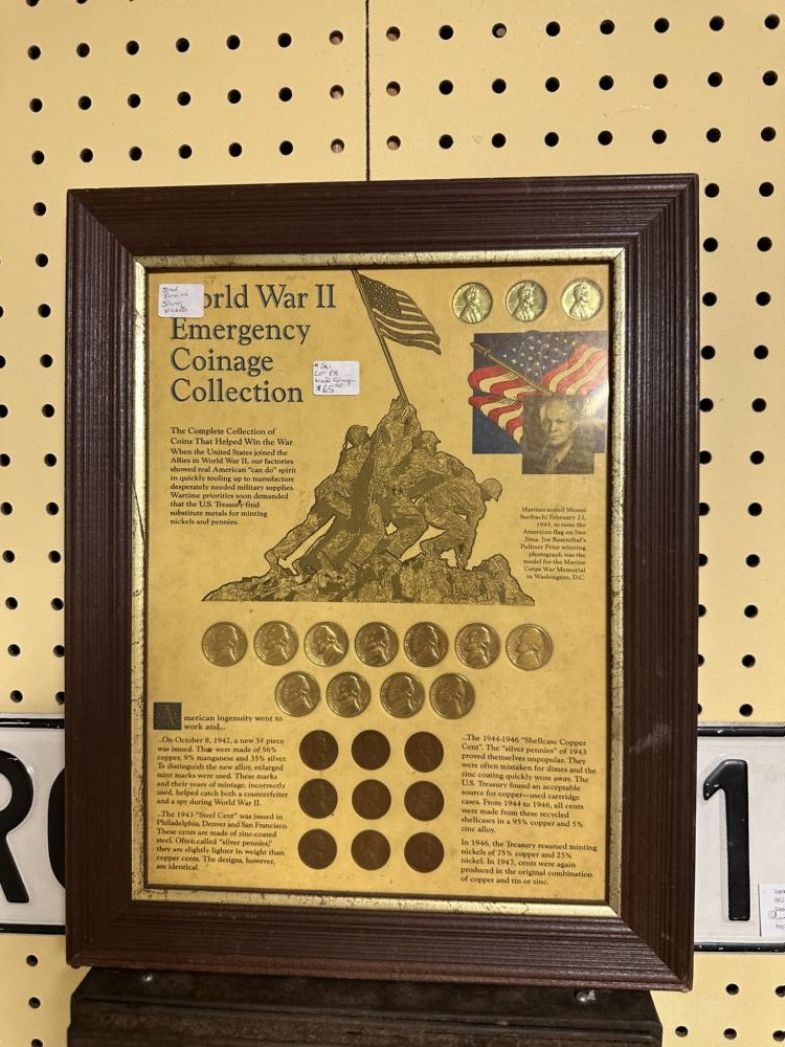 orld War II
Emergency
Coinage
Collection
$65
The Complete Collection of
Coins That Helped Win the War
When the United States joined the
Allies in World War II, our factories
showed real American "can do" spirit
in quickly tooling up to manufacture
desperately needed military supplies.
Wartime priorities soon demanded
that the U.S. Treasury find
substitute metals for minting
nickels and pennies.
Marines scaled Mount
Suribachi February 23,
1945, to raise the
American flag on Iwo
Jima. Joe Rosenthal's
Pulitzer Prize winning
photograph was the
model for the Marine
Corps War Memorial
in Washington, D.C.
American ingenuity went to
work and...
...On October 8, 1942, a new 5¢ piece
was issued. They were made of 56%
copper, 9% manganese and 35% silver.
To distinguish the new alloy, enlarged
mint marks were used. These marks
and their years of mintage, incorrectly
used, helped catch both a counterfeiter
and a spy during World War II.
...The 1943 "Steel Cent" was issued in
Philadelphia, Denver and San Francisco.
These cents are made of zinc-coated
steel. Often called "silver pennies,"
they are slightly lighter in weight than
copper cents. The designs, however,
are identical.
...The 1944-1946 "Shellcase Copper
Cent". The "silver pennies" of 1943
proved themselves unpopular. They
were often mistaken for dimes and the
zinc coating quickly wore away. The
U.S. Treasury found an acceptable
source for copper—used cartridge
cases. From 1944 to 1946, all cents
were made from these recycled
shellcases in a 95% copper and 5%
zinc alloy.
In 1946, the Treasury resumed minting
nickels of 75% copper and 25%
nickel. In 1947, cents were again
produced in the original combination
of copper and tin or zinc.
R
1